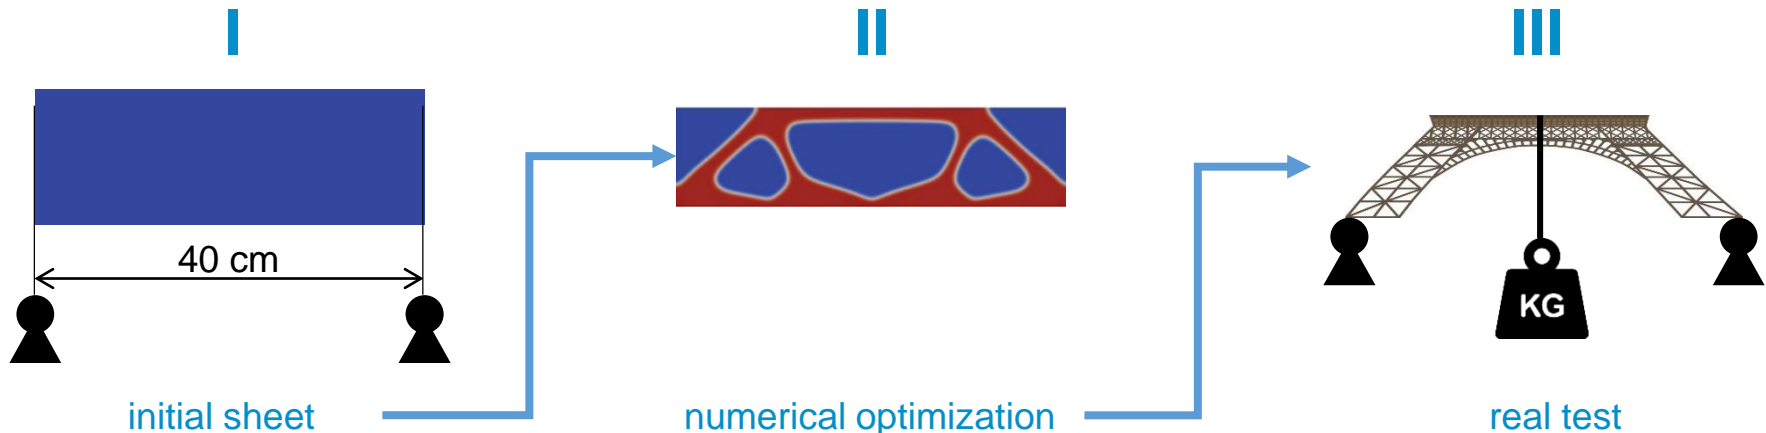 I
II
III
40 cm
KG
initial sheet
numerical optimization
real test